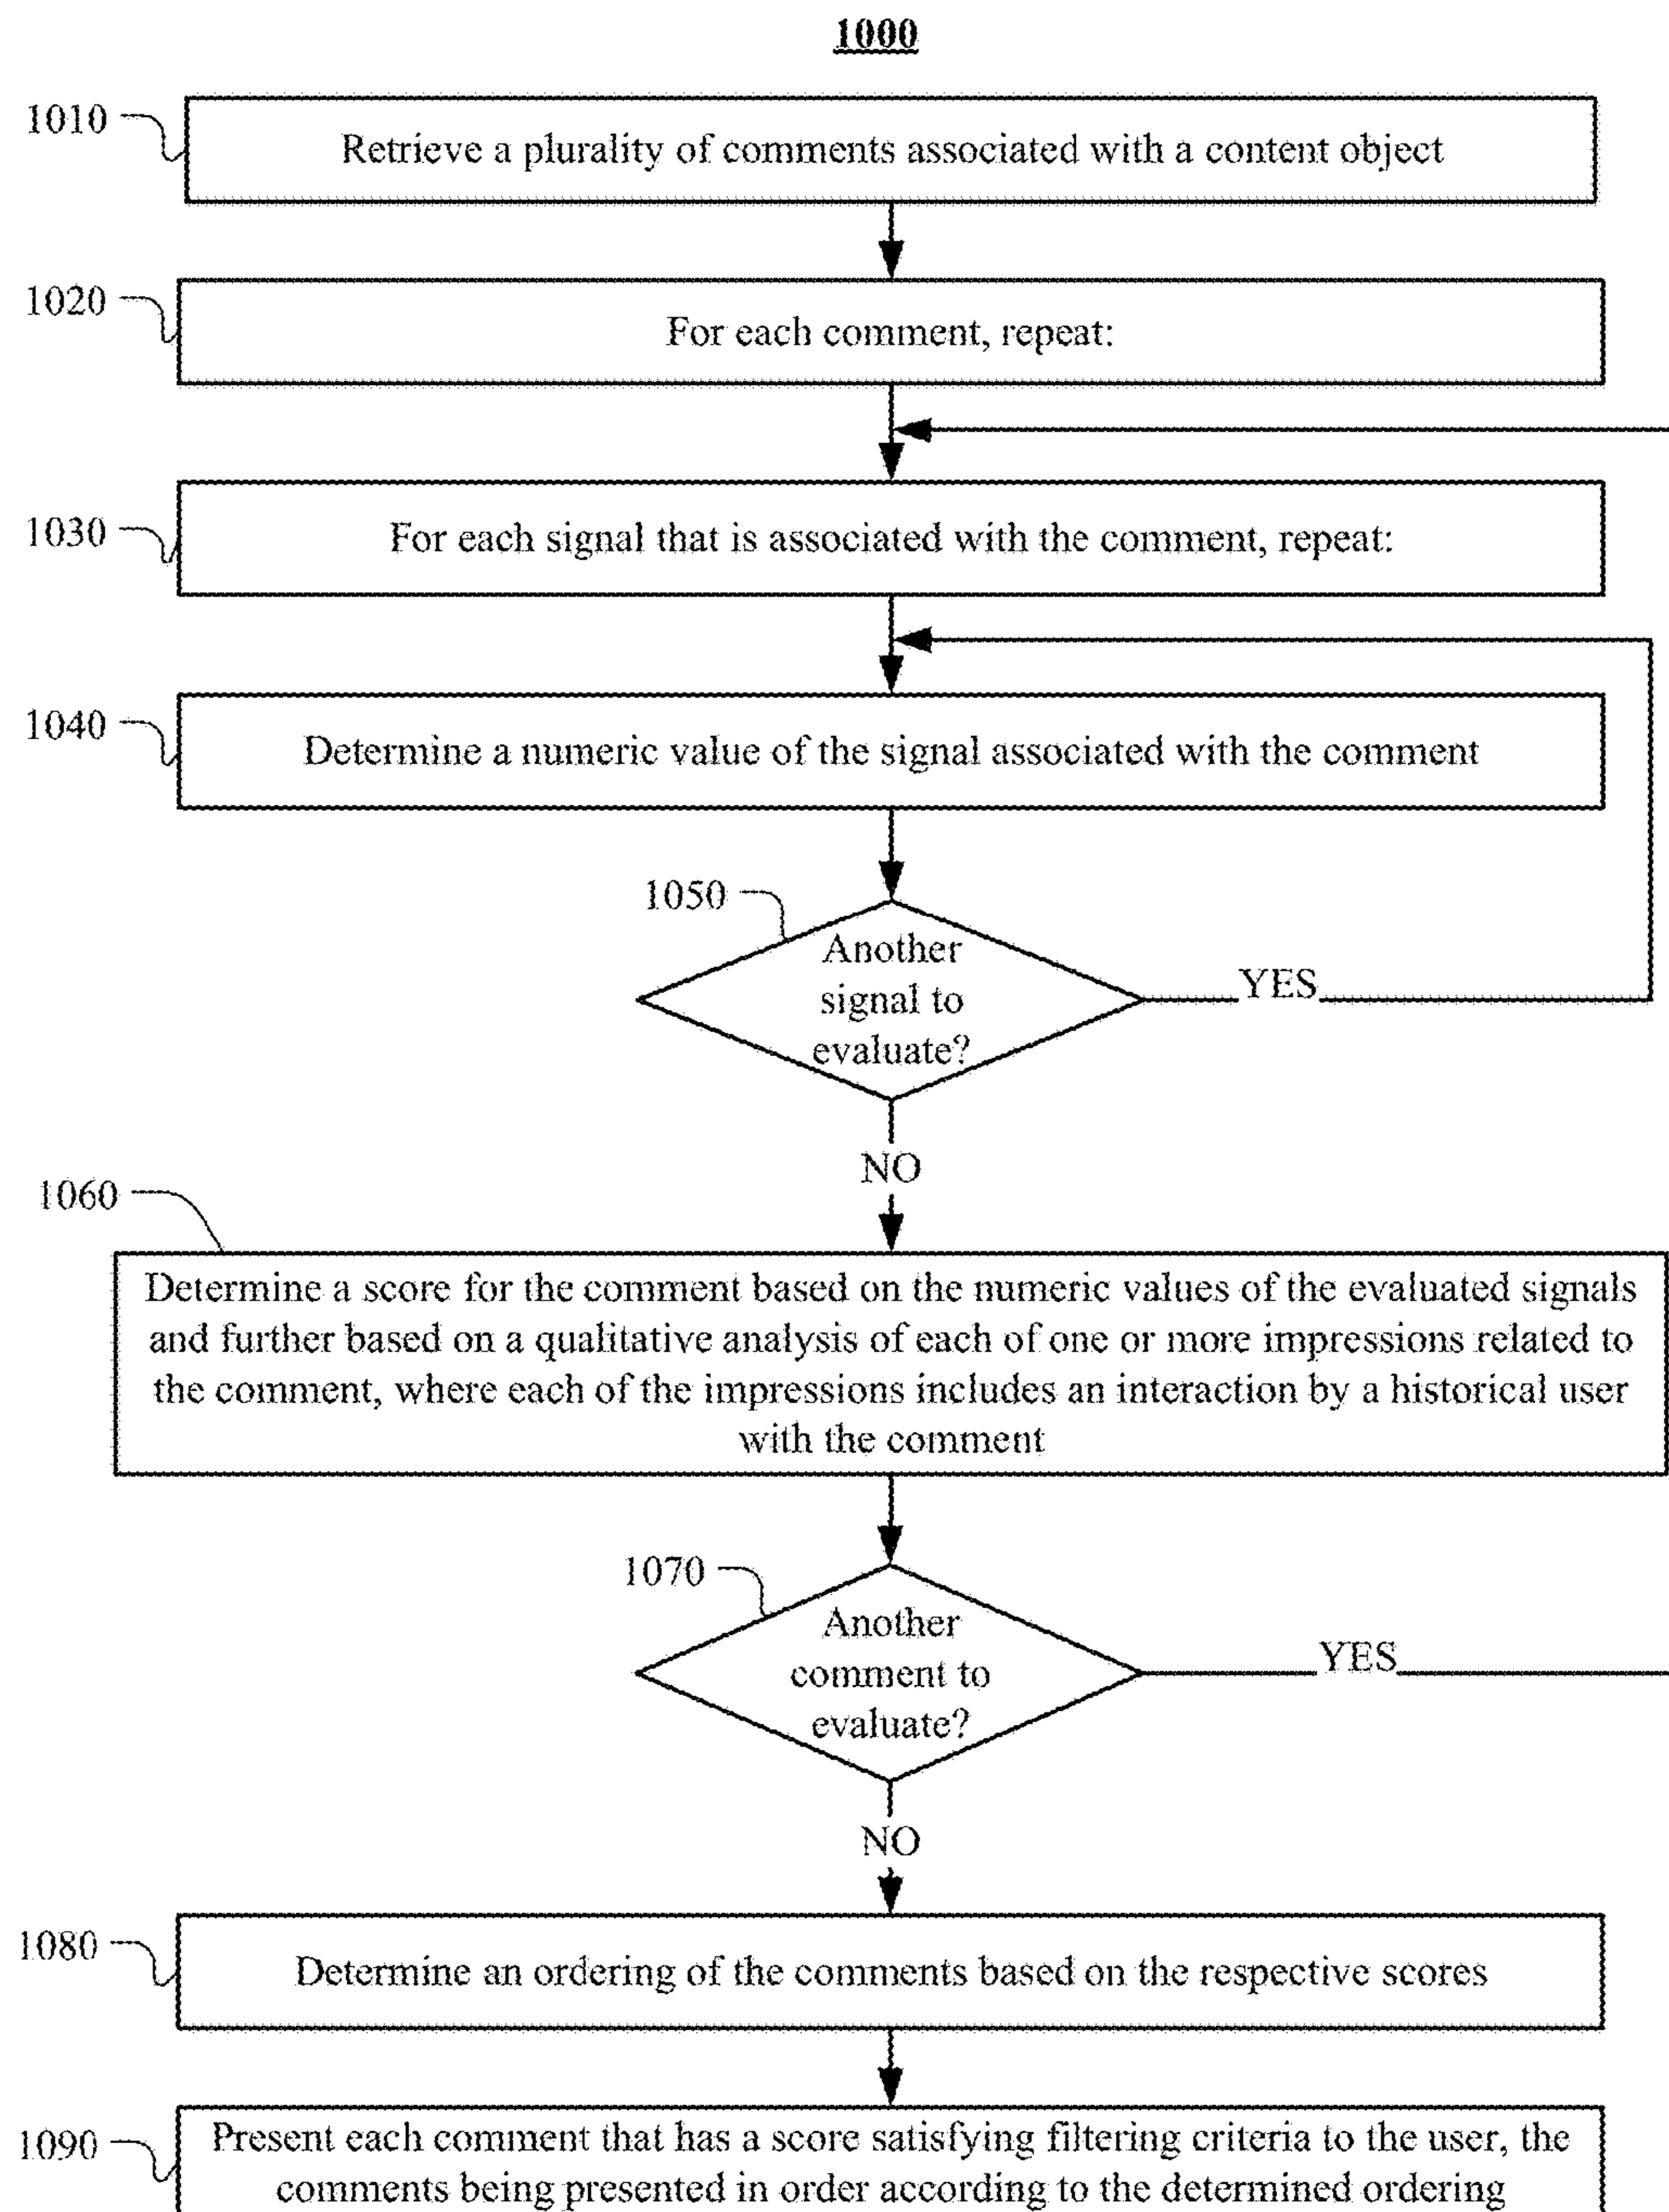 1000
1010
Retrieve a plurality of comments associated with a content object
1020
For each comment, repeat:
1030
For each signal that is associated with the comment, repeat:
1040
Determine a numeric value of the signal associated with the comment
1050
Another
signal to
evaluate?
YES
NO
1060
Determine a score for the comment based on the numeric values of the evaluated signals
and further based on a qualitative analysis of each of one or more impressions related to
the comment, where each of the impressions includes an interaction by a historical user
with the comment
1070
Another
comment to
evaluate?
YES
NO
1080
Determine an ordering of the comments based on the respective scores
1090
Present each comment that has a score satisfying filtering criteria to the user, the
comments being presented in order according to the determined ordering